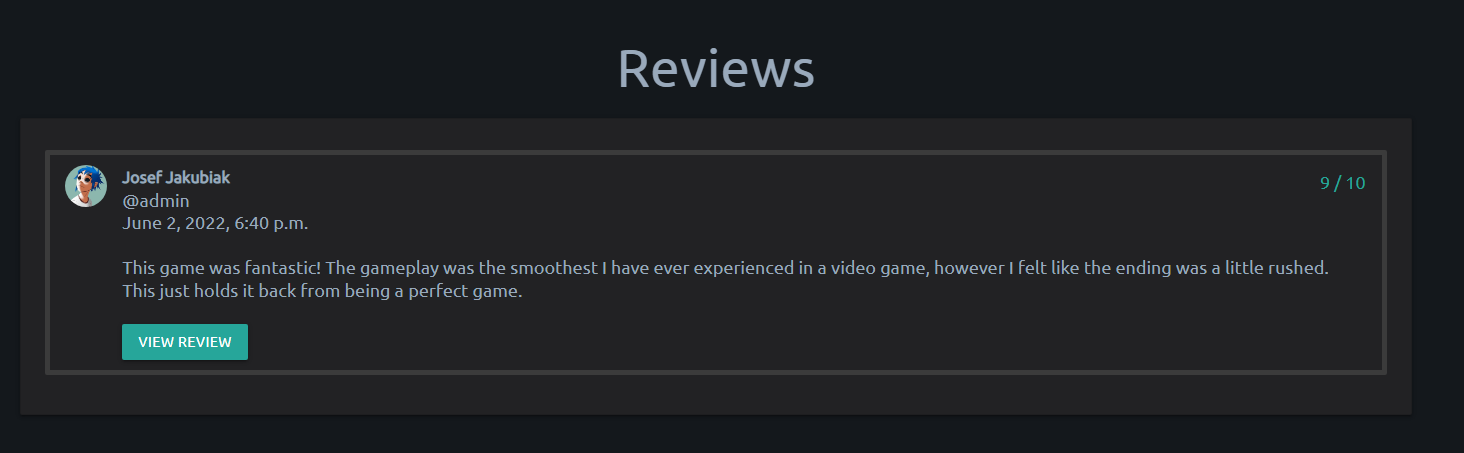 Reviews
Josef Jakubiak
9 / 10
@admin
June 2, 2022, 6:40 p.m.
This game was fantastic! The gameplay was the smoothest I have ever experienced in a video game, however I felt like the ending was a little rushed.
This just holds it back from being a perfect game.
VIEW REVIEW